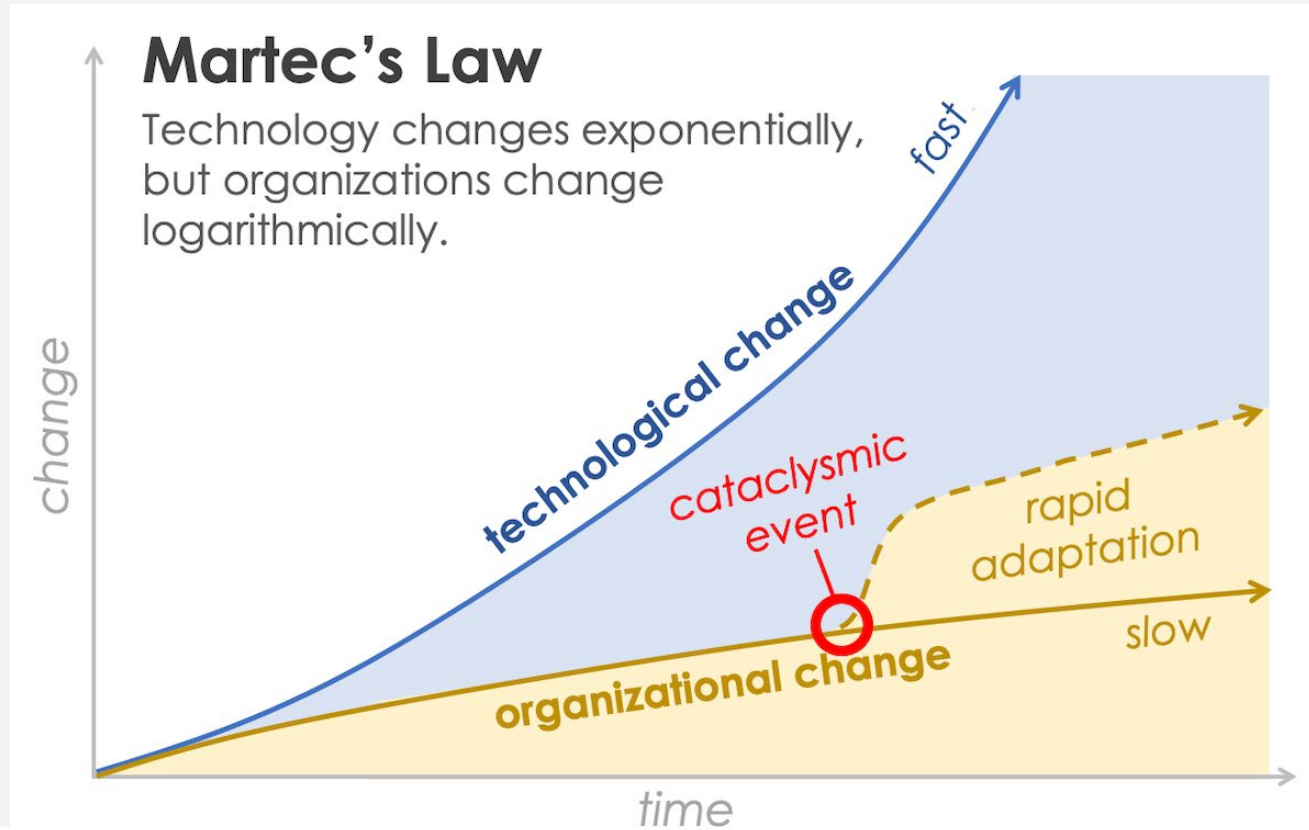 Martec’s Law
Technology changes exponentially,
but organizations change
logarithmically.
fast
technological change
change
cataclysmic
event
rapid
adaptation
slow
organizational change
time